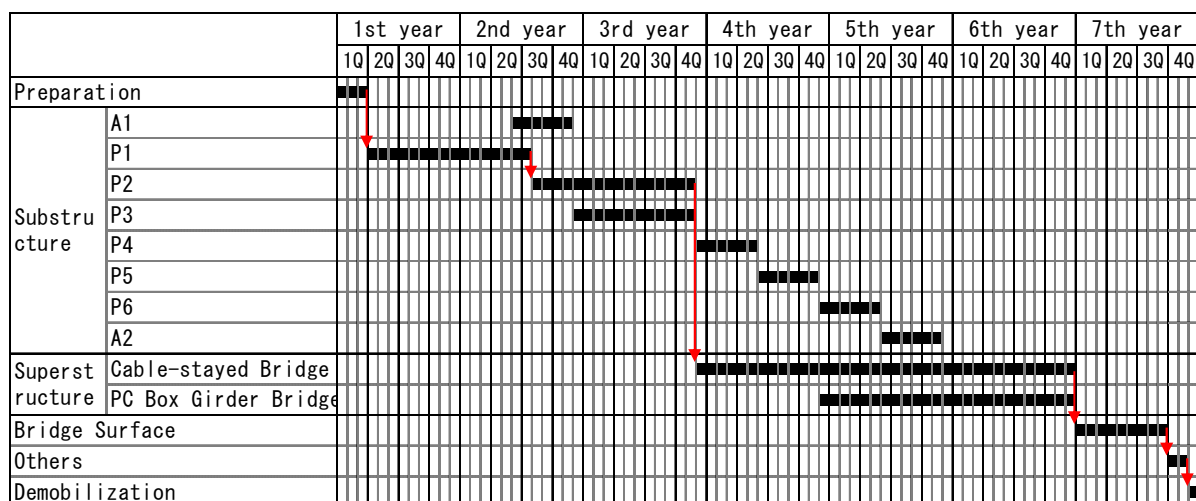 1st year 2nd year 3rd year 4th year 5th year 6th year 7th year
1Q 2Q 3Q 4Q 1Q 2Q 3Q 4Q 1Q 2Q 3Q 4Q 1Q 2Q 3Q 4Q 1Q 2Q 3Q 4Q 1Q 2Q 3Q 4Q 1Q 2Q 3Q 4Q
Preparation
A1
P1
P2
Substru
cture
P3
P4
P5
P6
A2
Superst
ructure
Cable-stayed Bridge
PC Box Girder Bridge
Bridge Surface
Others
Demobilization